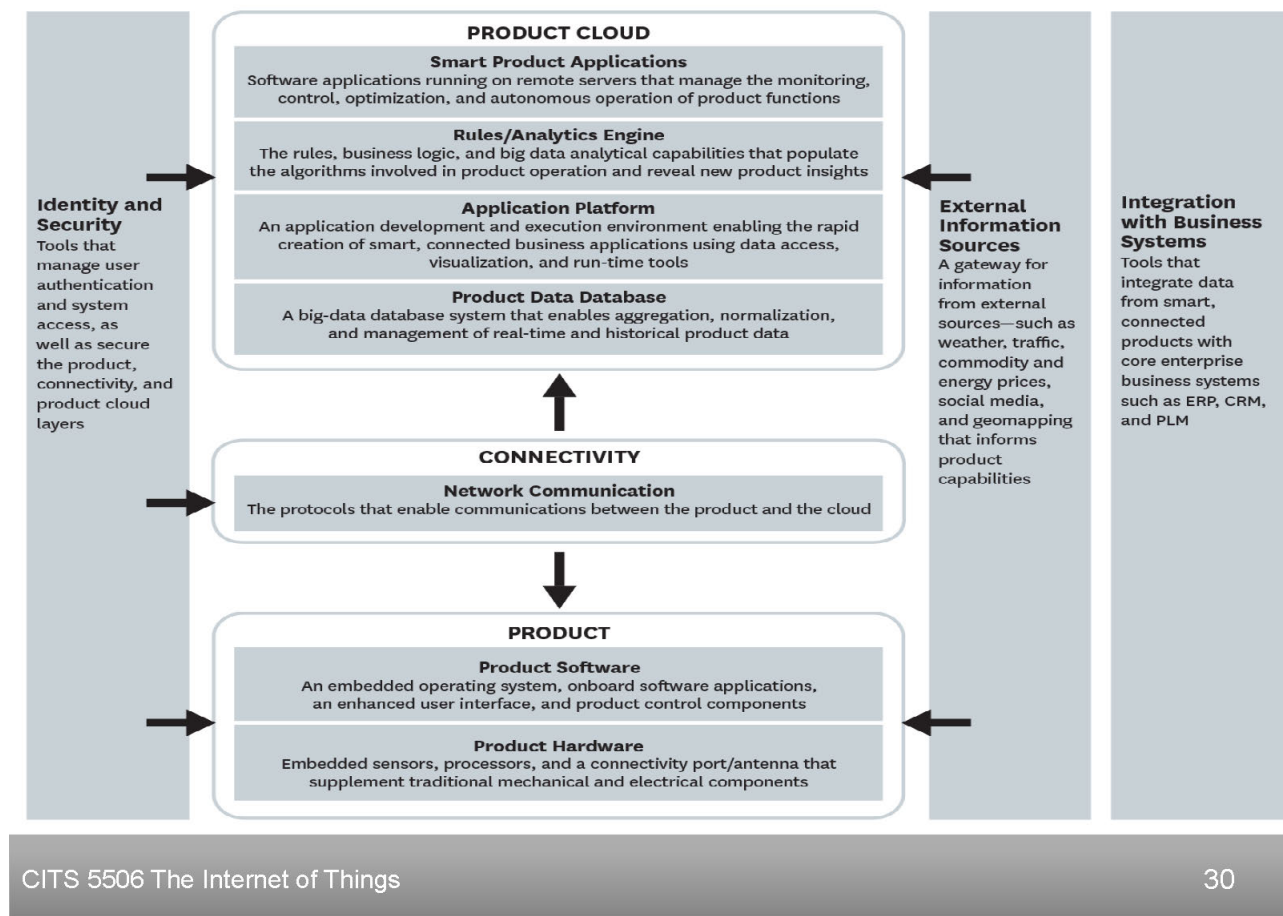 PRODUCT CLOUD
Smart Product Applications
Software applications running on remote servers that manage the monitoring,
control, optimization, and autonomous operation of product functions
Rules/Analytics Engine
The rules, business logic, and big data analytical capabilities that populate
the algorithms involved in product operation and reveal new product insights
Application Platform
An application development and execution environment enabling the rapid
creation of smart, connected business applications using data access,
visualization, and run-time tools
Product Data Database
A big-data database system that enables aggregation, normalization,
and management of real-time and historical product data
Identity and
Security
Tools that
manage user
authentication
and system
access, as
well as secure
the product,
connectivity, and
product cloud
layers
CONNECTIVITY
Network Communication
The protocols that enable communications between the product and the cloud
PRODUCT
Product Software
An embedded operating system, onboard software applications,
an enhanced user interface, and product control components
Product Hardware
Embedded sensors, processors, and a connectivity port/antenna that
supplement traditional mechanical and electrical components
External
Information
Sources
A gateway for
information
from external
sources—such as
weather, traffic,
commodity and
energy prices,
social media,
and geomapping
that informs
product
capabilities
Integration
with Business
Systems
Tools that
integrate data
from smart,
connected
products with
core enterprise
business systems
such as ERP, CRM,
and PLM
CITS 5506 The Internet of Things
30